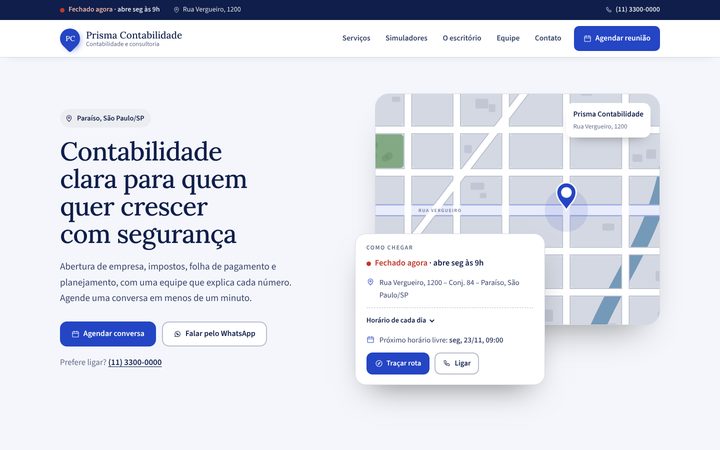 Fechado agora · abre seg às 9h
Rua Vergueiro, 1200
(11) 3300-0000
PC
Prisma Contabilidade
Contabilidade e consultoria
Serviços
Simuladores
O escritório
Equipe
Contato
Agendar reunião
Paraíso, São Paulo/SP
Contabilidade
clara para quem
quer crescer
com segurança
Abertura de empresa, impostos, folha de pagamento e
planejamento, com uma equipe que explica cada número.
Agende uma conversa em menos de um minuto.
Agendar conversa
Falar pelo WhatsApp
Prefere ligar? (11) 3300-0000
Prisma Contabilidade
Rua Vergueiro, 1200
RUA VERGUEIRO
COMO CHEGAR
Fechado agora · abre seg às 9h
Rua Vergueiro, 1200 – Conj. 84 – Paraíso, São
Paulo/SP
Horário de cada dia
Próximo horário livre: seg, 23/11, 09:00
Traçar rota
Ligar